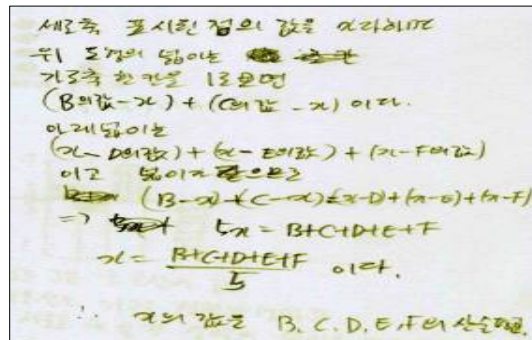 세로축 표시한 점의 값을 x라하면
위 도형의 넓이는
가로축 한칸을 1로보면
(B의값-x) + (C의값 -x) 이다.
아래넓이는
(x-D의값) + (x-E의값) + (x-F의값)
이고 넓이가 같으므로
(B-x)+(C-x)=(x-D)+(x-E)+(x-F)
=> 5x = B+C+D+E+F
x = B+C+D+E+F / 5 이다.
∴ x의 값은 B, C, D, E, F의 산술평균.